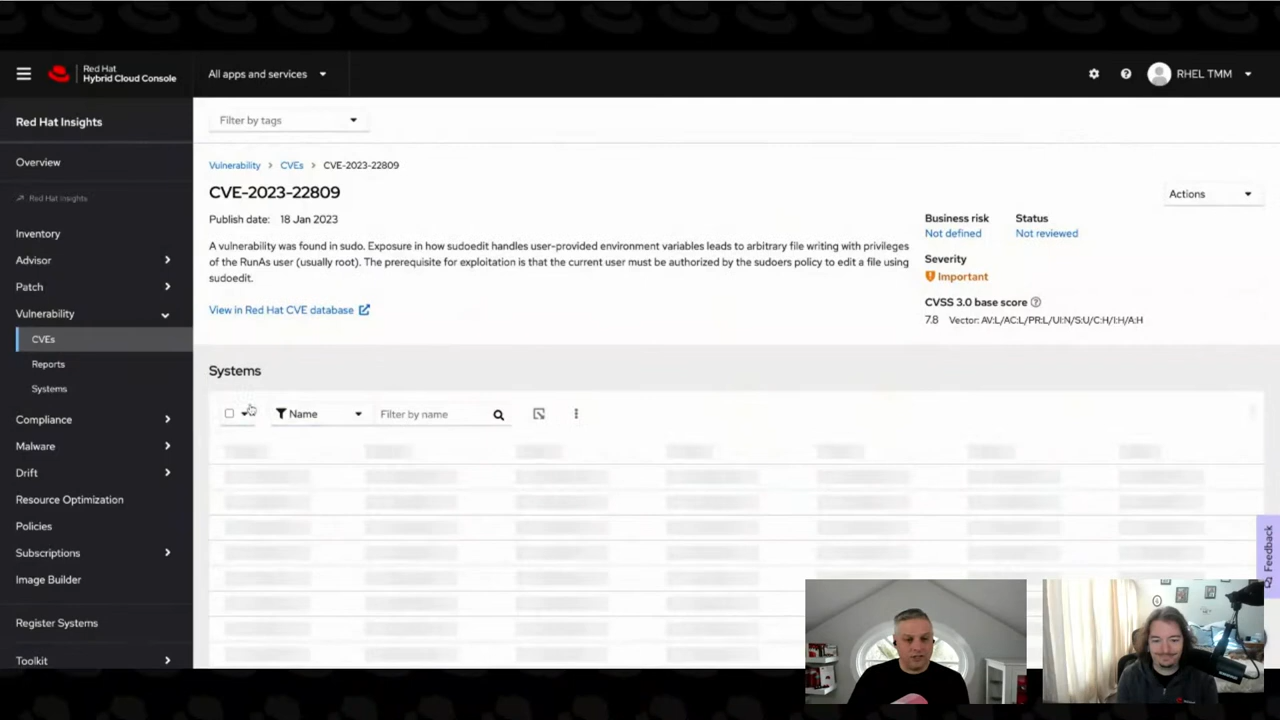 Red Hat
Hybrid Cloud Console
All apps and services
RHEL TMM
Red Hat Insights
Overview
Red Hat Insights
Inventory
Advisor
Patch
Vulnerability
CVEs
Reports
Systems
Compliance
Malware
Drift
Resource Optimization
Policies
Subscriptions
Image Builder
Register Systems
Toolkit
Filter by tags
Vulnerability > CVEs > CVE-2023-22809
CVE-2023-22809
Actions
Publish date: 18 Jan 2023
A vulnerability was found in sudo. Exposure in how sudoedit handles user-provided environment variables leads to arbitrary file writing with privileges
of the RunAs user (usually root). The prerequisite for exploitation is that the current user must be authorized by the sudoers policy to edit a file using
sudoedit.
View in Red Hat CVE database
Business risk
Not defined
Status
Not reviewed
Severity
Important
CVSS 3.0 base score
7.8 Vector: AV:L/AC:L/PR:L/UI:N/S:U/C:H/I:H/A:H
Systems
Name
Filter by name
Feedback